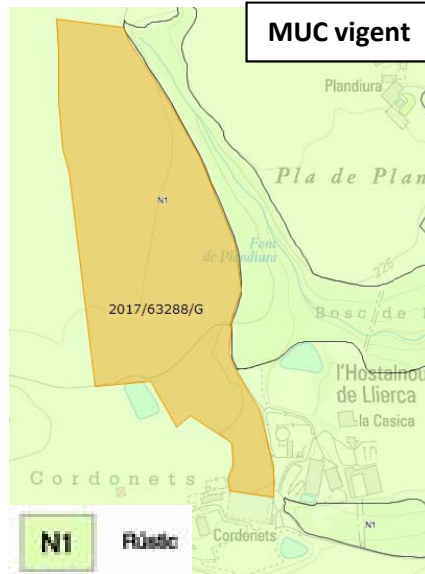 MUC vigent
Plandiura
Pla de Plan
N1
Font
de Plandiura
225
2017/63288/G
Bosc de
l'Hostalnou
de Llierca
la Casica
Cordonets
N1
Cordonets
N1 Rústic